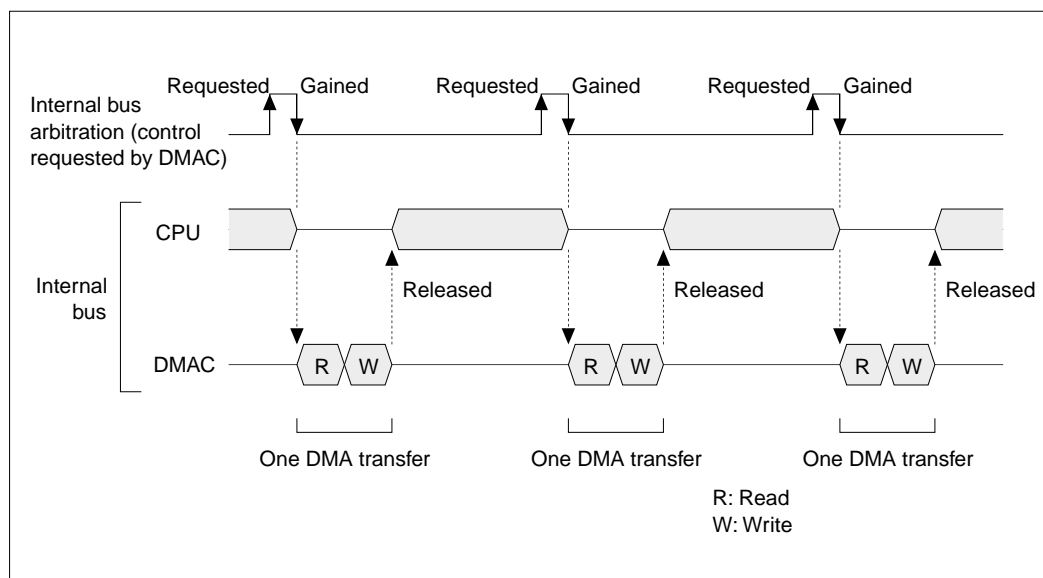 Requested Gained Requested Gained Requested Gained
Internal bus
arbitration (control
requested by DMAC)
CPU
Internal
bus
Released Released Released
DMAC
R W R W R W
One DMA transfer One DMA transfer One DMA transfer
R: Read
W: Write